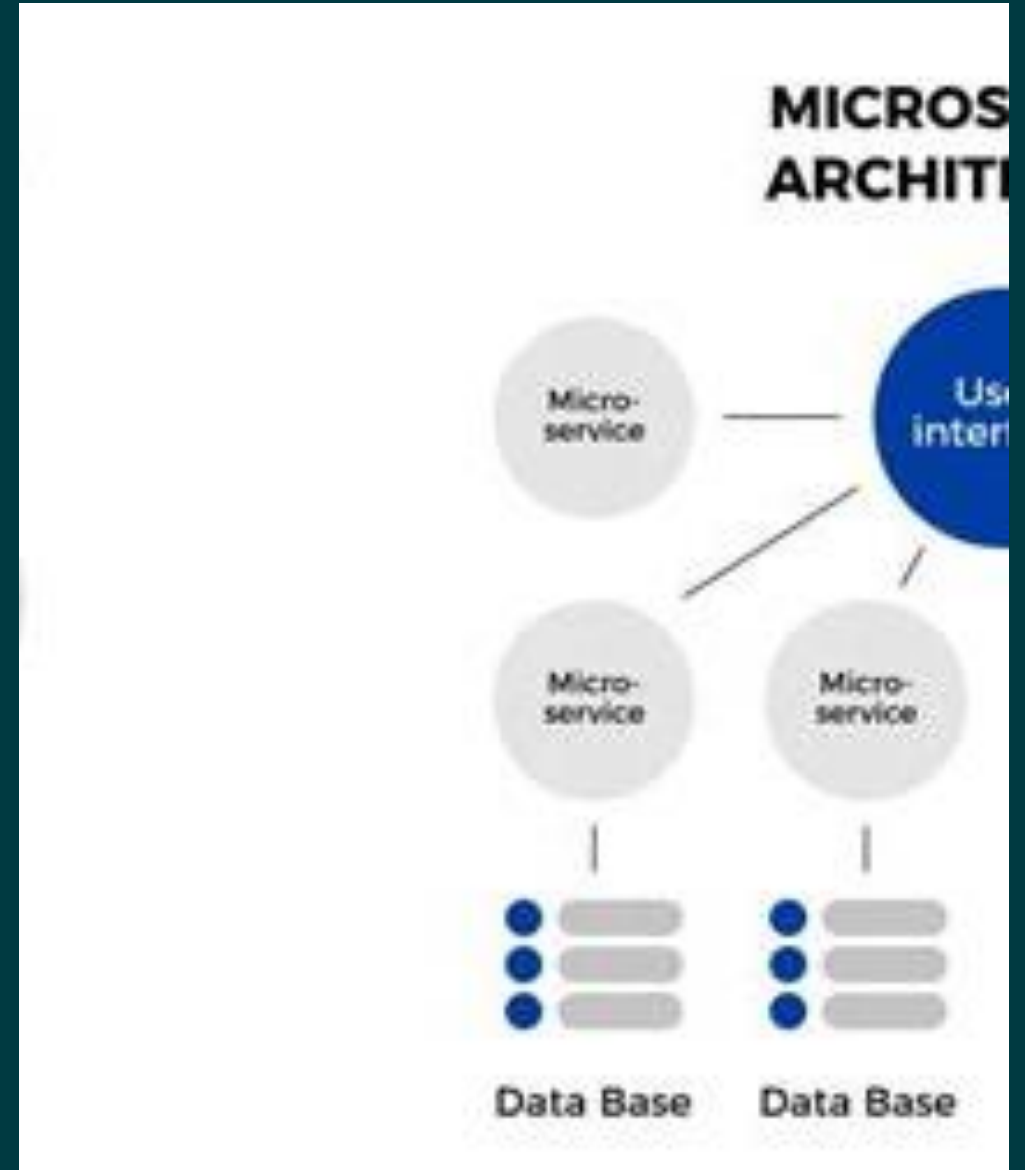 MICROS
ARCHIT
Micro-
service
Use
inter
Micro-
service
Micro-
service
Data Base
Data Base